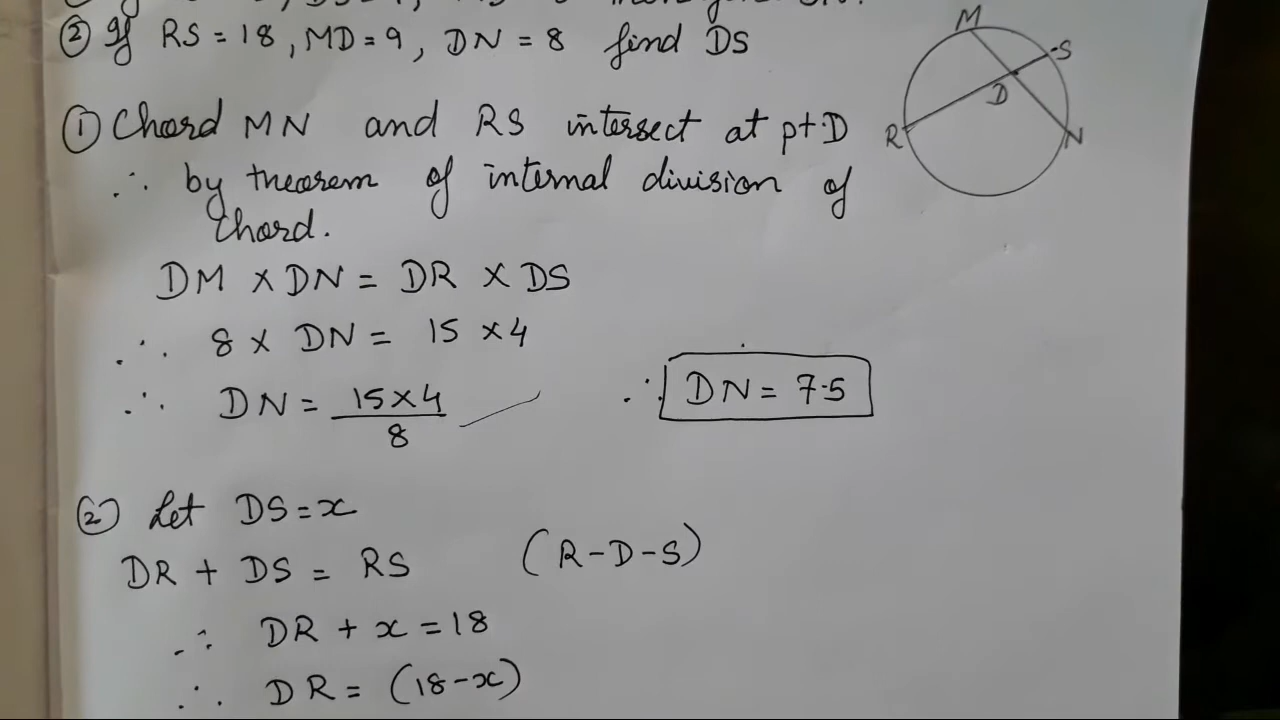 ② If RS = 18, MD = 9, DN = 8 find DS
M
S
D
R
N
① Chord MN and RS intersect at pt. D
∴ by theorem of internal division of
chord.
DM × DN = DR × DS
∴ 8 × DN = 15 × 4
∴ DN = 15×4/8 ∴ DN = 7.5
② Let DS = x
DR + DS = RS (R-D-S)
∴ DR + x = 18
∴ DR = (18-x)